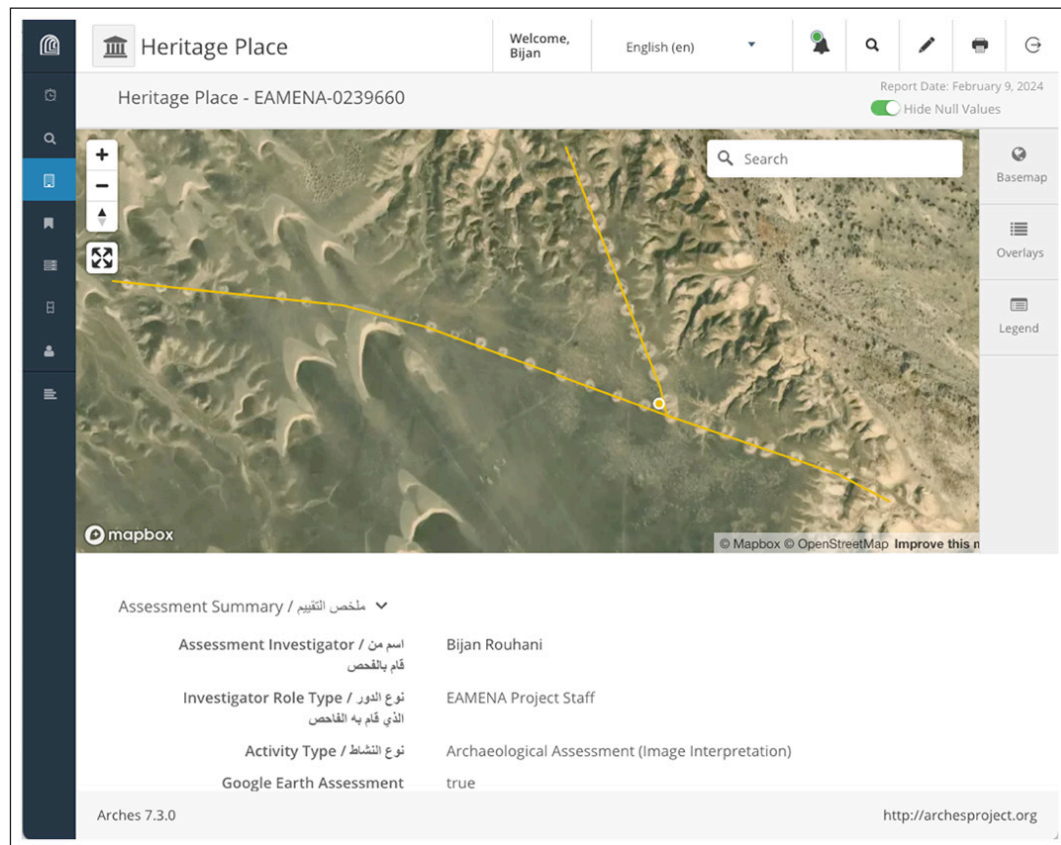 Heritage Place
Welcome,
Bijan
English (en)
Heritage Place - EAMENA-0239660
Report Date: February 9, 2024
Hide Null Values
Search
Basemap
Overlays
Legend
mapbox
© Mapbox © OpenStreetMap Improve this m
Assessment Summary / ملخص التقييم
Assessment Investigator / اسم من
قام بالفحص
Bijan Rouhani
Investigator Role Type / نوع الدور
الذي قام به الفاحص
EAMENA Project Staff
Activity Type / نوع النشاط
Archaeological Assessment (Image Interpretation)
Google Earth Assessment
true
Arches 7.3.0
http://archesproject.org